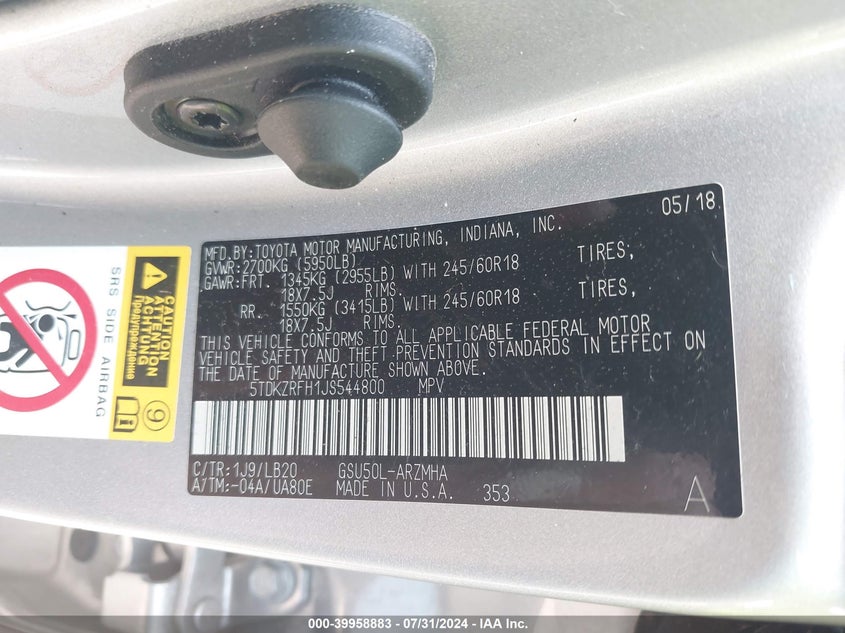 05/18
MFD.BY:TOYOTA MOTOR MANUFACTURING, INDIANA, INC.
GVWR:2700KG (5950LB)
GAWR:FRT. 1345KG (2955LB) WITH 245/60R18 TIRES,
18X7.5J RIMS.
RR. 1550KG (3415LB) WITH 245/60R18 TIRES,
18X7.5J RIMS.
THIS VEHICLE CONFORMS TO ALL APPLICABLE FEDERAL MOTOR
VEHICLE SAFETY AND THEFT PREVENTION STANDARDS IN EFFECT ON
THE DATE OF MANUFACTURE SHOWN ABOVE.
5TDKZRFH1JS544800 MPV
C/TR:1J9/LB20 GSU50L-ARZMHA
A/TM:-04A/UA80E MADE IN U.S.A. 353
A
SRS SIDE AIRBAG
CAUTION
ATTENTION
ACHTUNG
Предупреждение
9
000-39958883 - 07/31/2024 - IAA Inc.